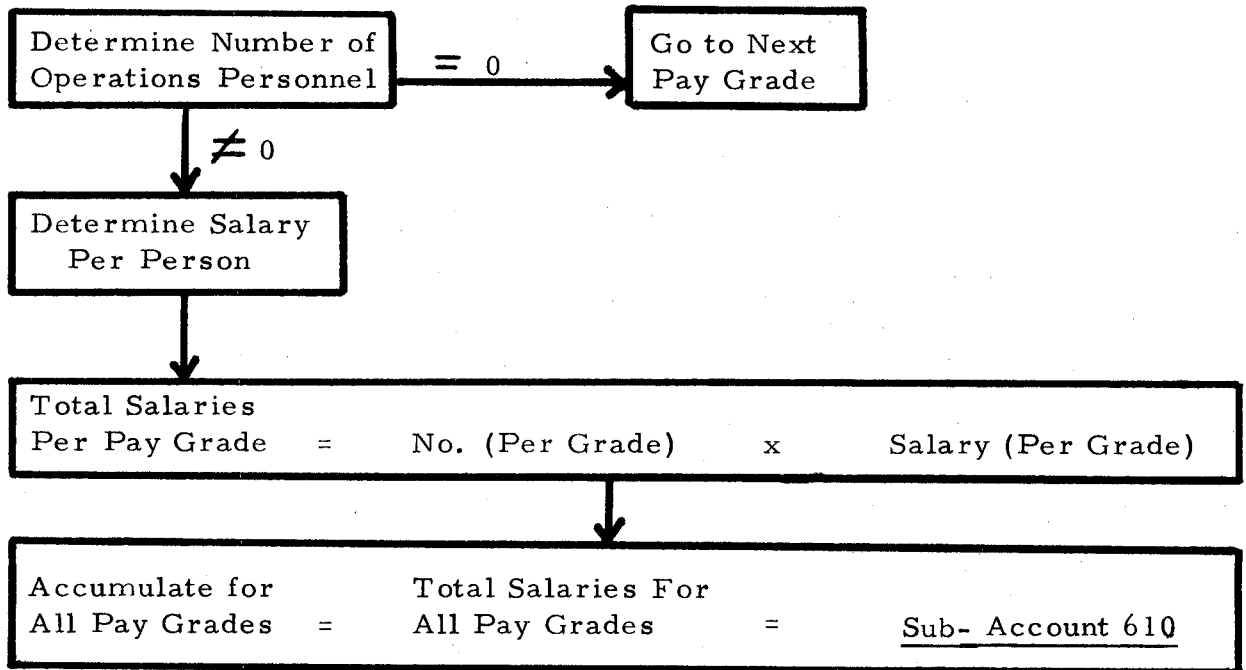 Determine Number of
Operations Personnel
= 0
Go to Next
Pay Grade
≠ 0
Determine Salary
Per Person
Total Salaries
Per Pay Grade = No. (Per Grade) x Salary (Per Grade)
Accumulate for Total Salaries For
All Pay Grades = All Pay Grades = Sub- Account 610